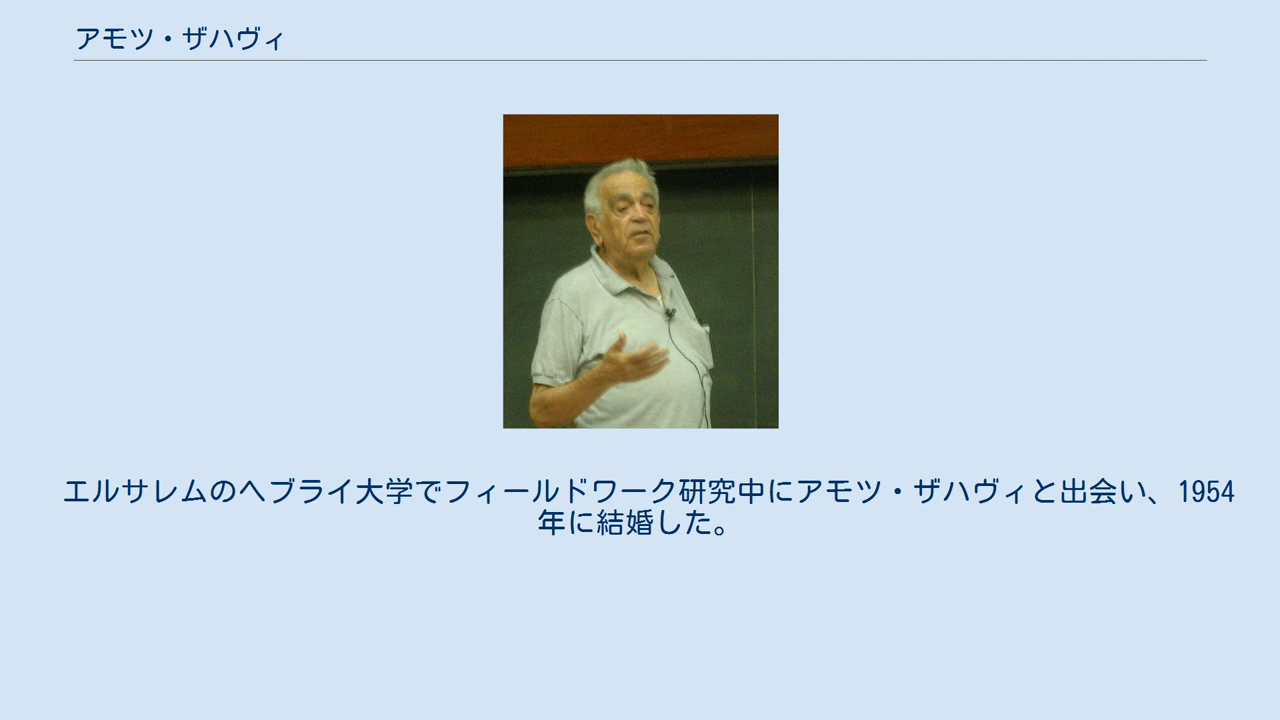 アモツ・ザハヴィ
エルサレムのヘブライ大学でフィールドワーク研究中にアモツ・ザハヴィと出会い、1954
年に結婚した。